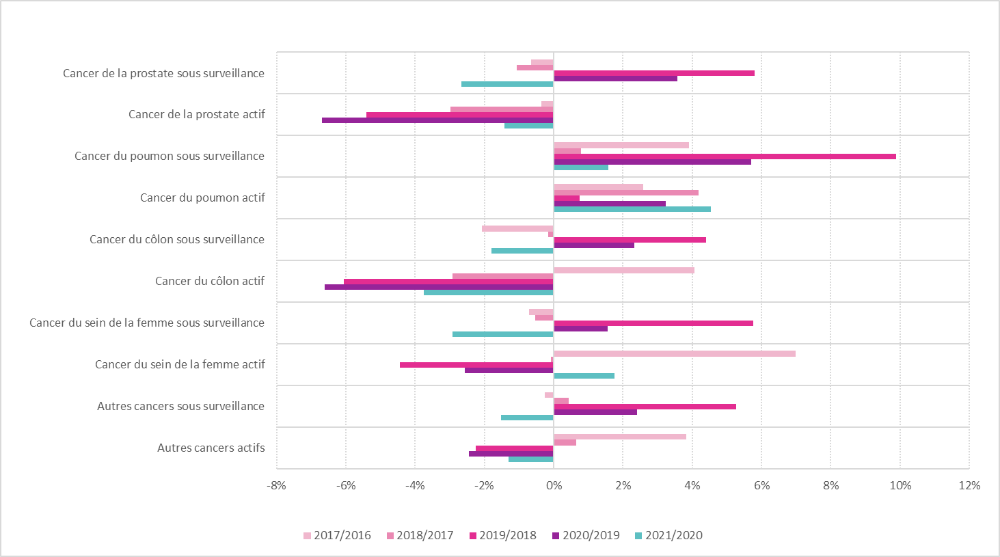 Cancer de la prostate sous surveillance
Cancer de la prostate actif
Cancer du poumon sous surveillance
Cancer du poumon actif
Cancer du côlon sous surveillance
Cancer du côlon actif
Cancer du sein de la femme sous surveillance
Cancer du sein de la femme actif
Autres cancers sous surveillance
Autres cancers actifs
-8% -6% -4% -2% 0% 2% 4% 6% 8% 10% 12%
2017/2016 2018/2017 2019/2018 2020/2019 2021/2020